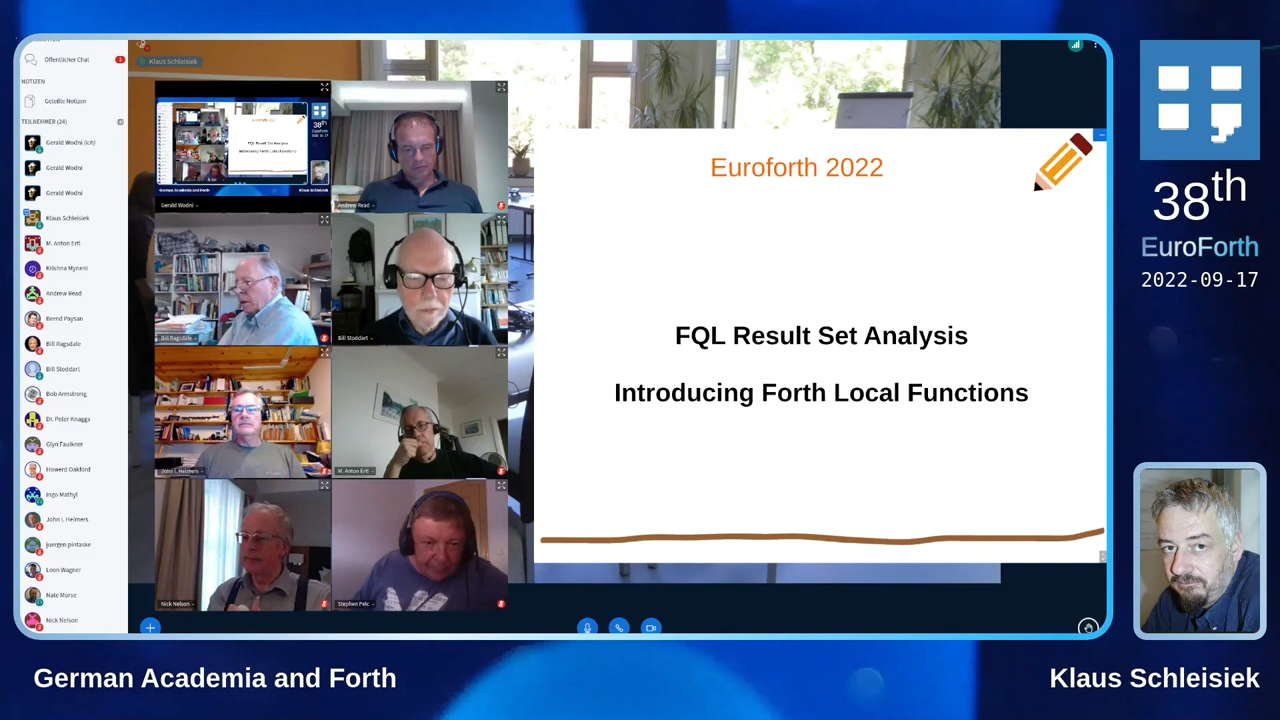 Öffentlicher Chat
1
NOTIZEN
Geteilte Notizen
TEILNEHMER (24)
Gerald Wodni (Ich)
Gerald Wodni
Gerald Wodni
Klaus Schleisiek
M. Anton Ertl
Krishna Myneni
Andrew Read
Bernd Paysan
Bill Ragsdale
Bill Stoddart
Bob Armstrong
Dr. Peter Knaggs
Glyn Faulkner
Howerd Oakford
Ingo Mathyl
John I. Heimers
juergen pintaske
Leon Wagner
Nate Morse
Nick Nelson
Klaus Schleisiek
Gerald Wodni
Andrew Read
Bill Ragsdale
Bill Stoddart
John I. Heimers
M. Anton Ertl
Nick Nelson
Stephen Pelc
Euroforth 2022
FQL Result Set Analysis
Introducing Forth Local Functions
38th
EuroForth
2022-09-17
German Academia and Forth
Klaus Schleisiek